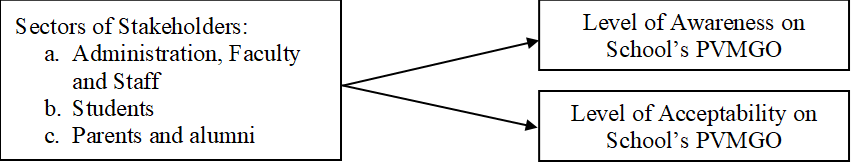 Sectors of Stakeholders:
a. Administration, Faculty
and Staff
b. Students
c. Parents and alumni
Level of Awareness on
School's PVMGO
Level of Acceptability on
School's PVMGO